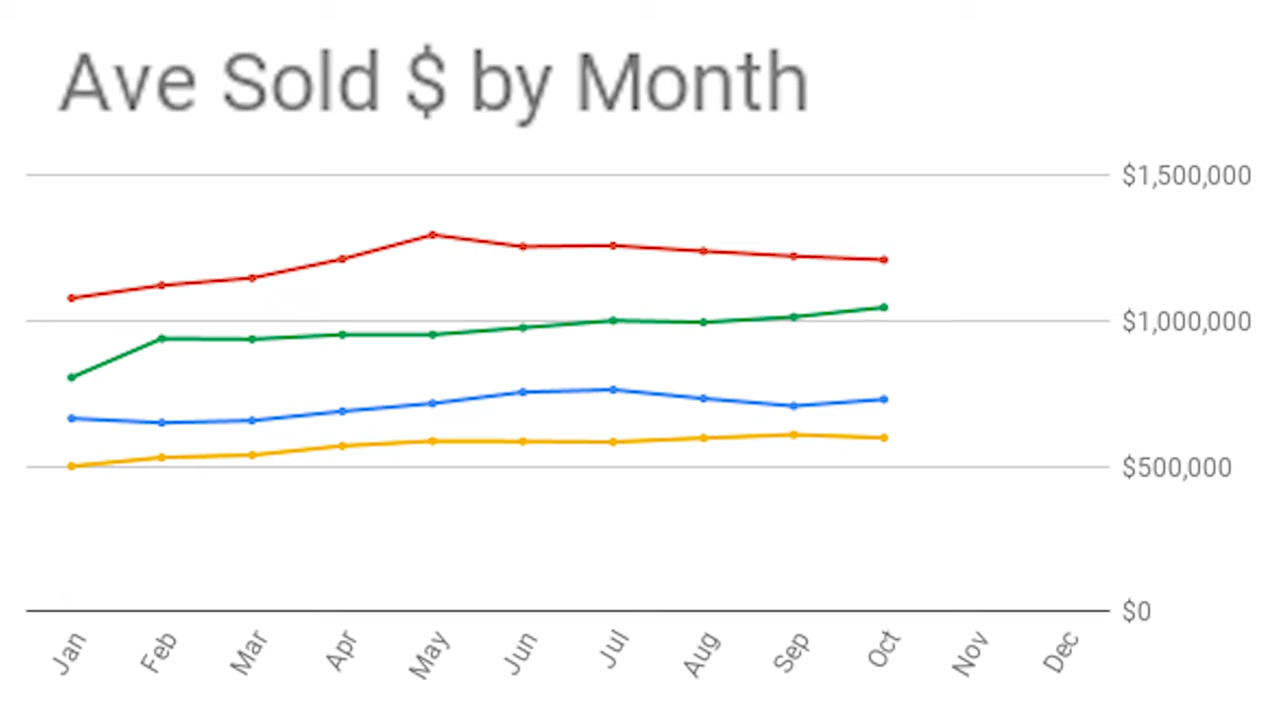 Ave Sold $ by Month
$1,500,000
$1,000,000
$500,000
$0
Jan Feb Mar Apr May Jun Jul Aug Sep Oct Nov Dec